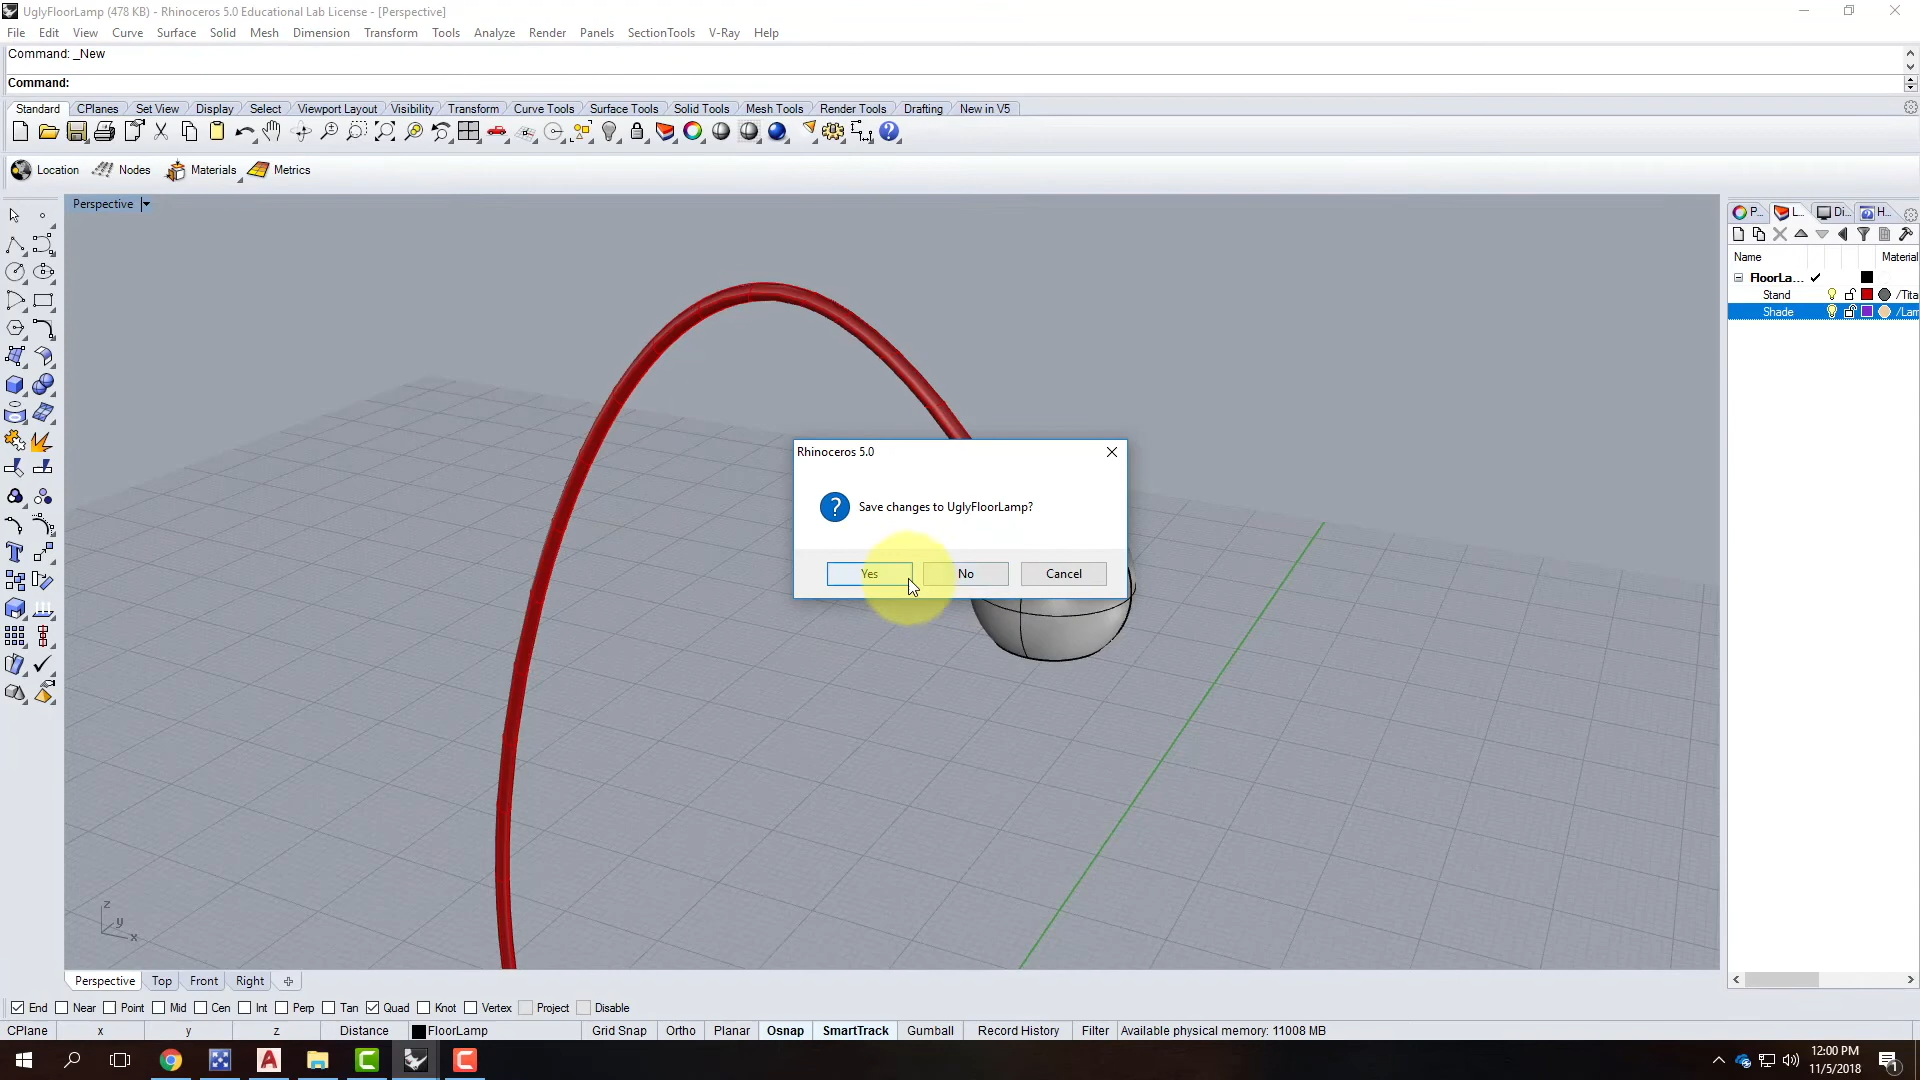 UglyFloorLamp (478 KB) - Rhinoceros 5.0 Educational Lab License - [Perspective]
File Edit View Curve Surface Solid Mesh Dimension Transform Tools Analyze Render Panels SectionTools V-Ray Help
Command: _New
Command:
Standard CPlanes Set View Display Select Viewport Layout Visibility Transform Curve Tools Surface Tools Solid Tools Mesh Tools Render Tools Drafting New in V5
Location Nodes Materials Metrics
Perspective
P... L... Di... H...
Name Material
FloorLa...
Stand /Tita
Shade /Lam
Rhinoceros 5.0
Save changes to UglyFloorLamp?
Yes No Cancel
z
y
x
Perspective Top Front Right
End Near Point Mid Cen Int Perp Tan Quad Knot Vertex Project Disable
CPlane x y z Distance FloorLamp Grid Snap Ortho Planar Osnap SmartTrack Gumball Record History Filter Available physical memory: 11008 MB
12:00 PM
11/5/2018
1